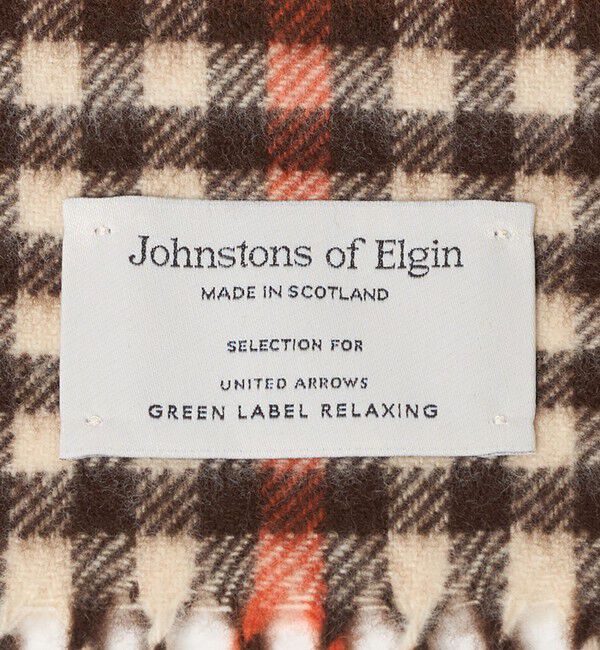 Johnstons of Elgin
MADE IN SCOTLAND
SELECTION FOR
UNITED ARROWS
GREEN LABEL RELAXING